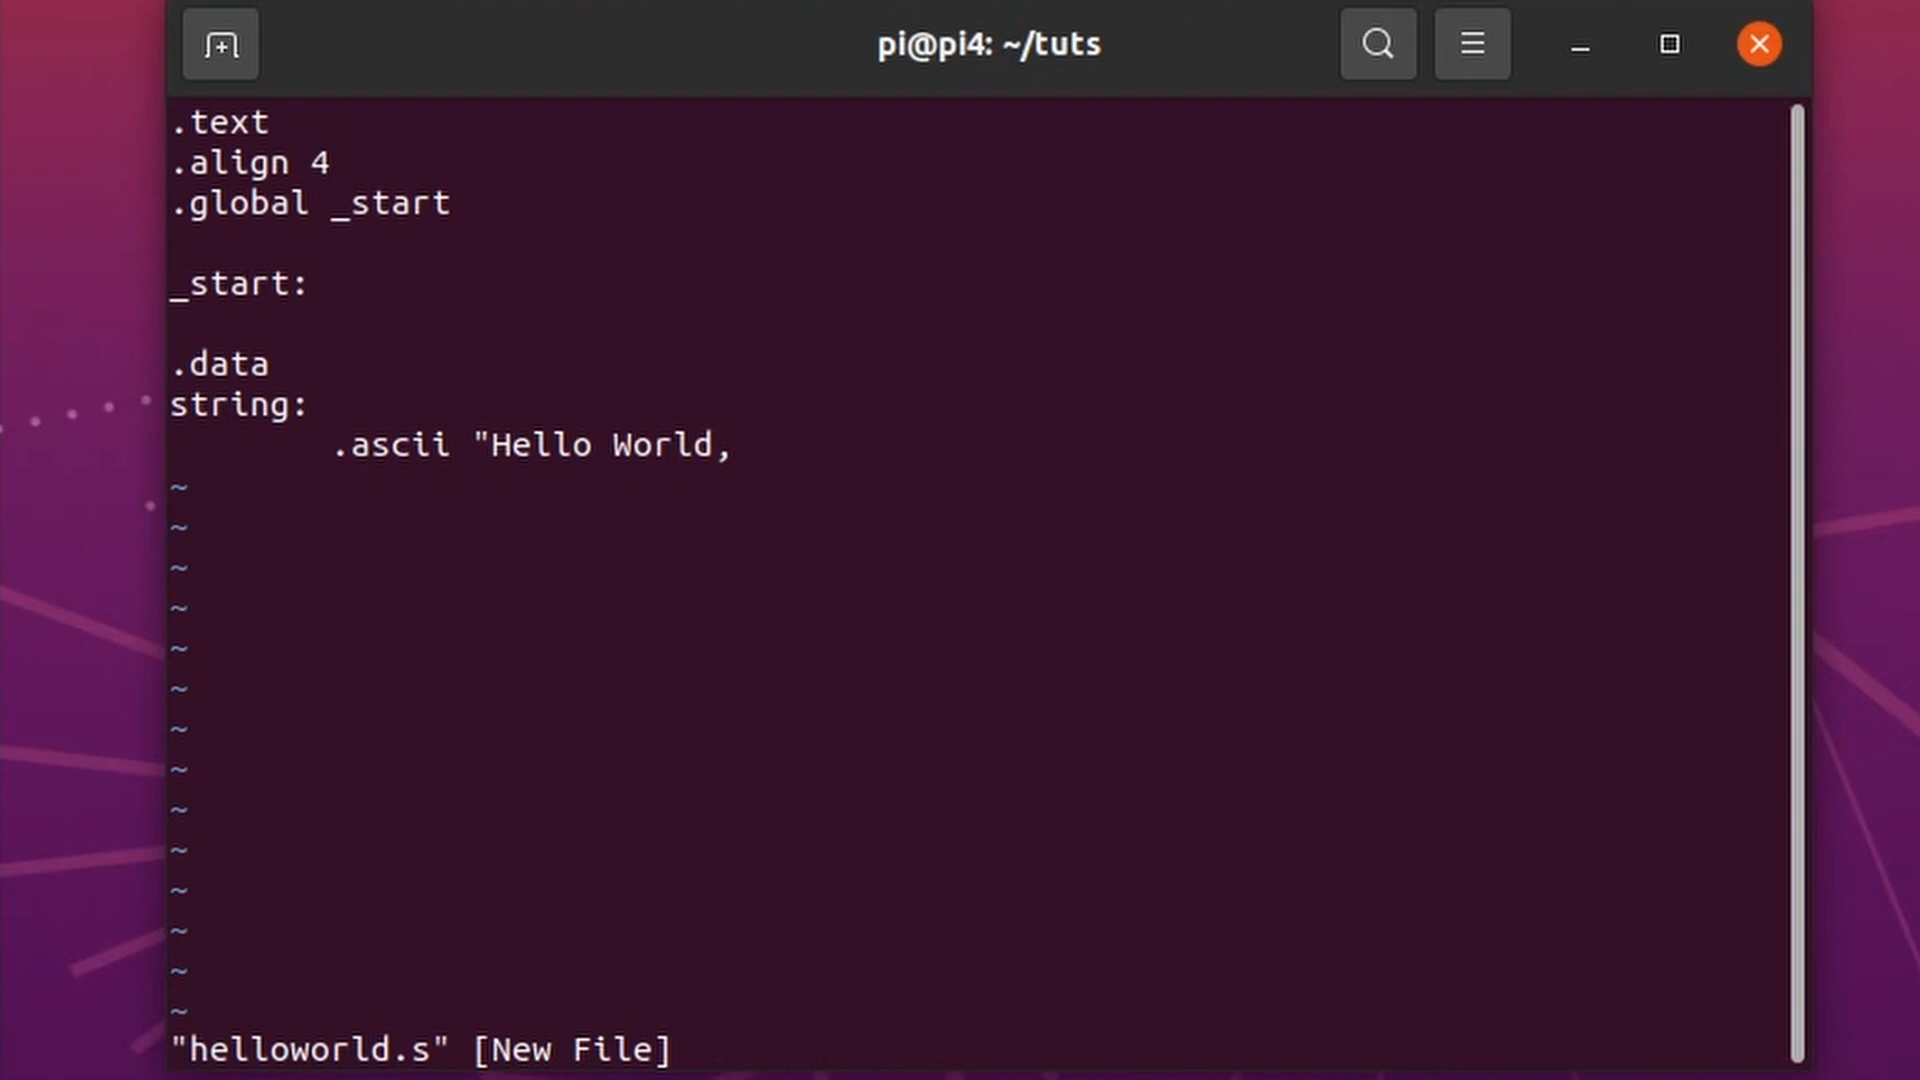 pi@pi4: ~/tuts
.text
.align 4
.global _start
_start:
.data
string:
.ascii "Hello World,
~
~
~
~
~
~
~
~
~
~
~
~
~
~
"helloworld.s" [New File]